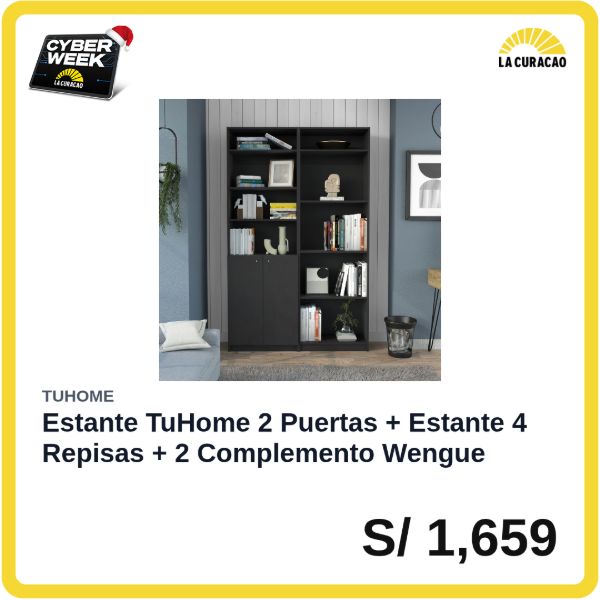 CYBER
WEEK
LA CURACAO
LA CURACAO
TUHOME
Estante TuHome 2 Puertas + Estante 4
Repisas + 2 Complemento Wengue
S/ 1,659